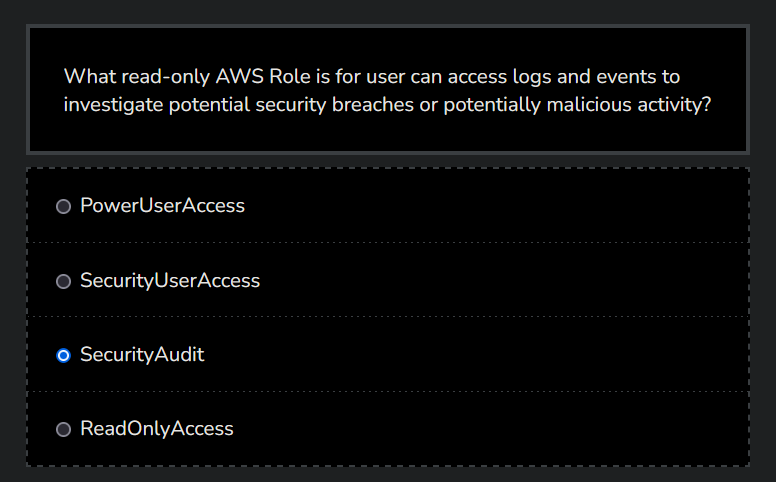 What read-only AWS Role is for user can access logs and events to
investigate potential security breaches or potentially malicious activity?
PowerUserAccess
SecurityUserAccess
SecurityAudit
ReadOnlyAccess